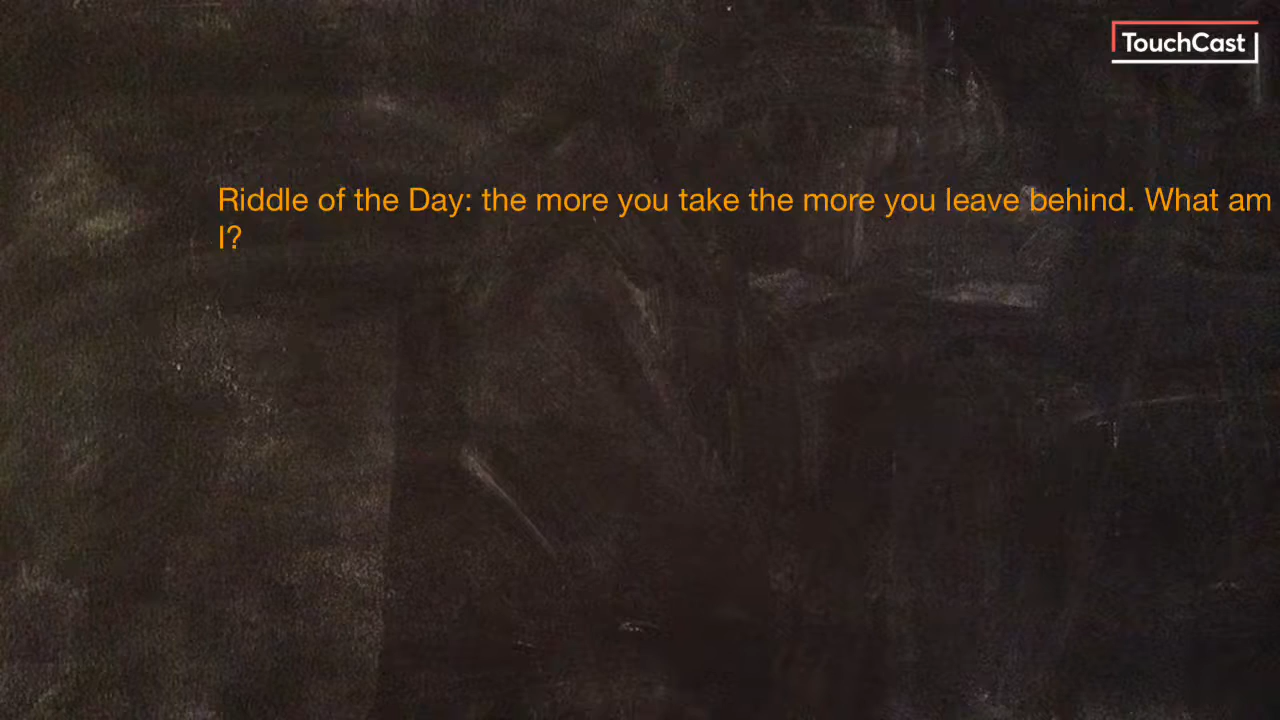 TouchCast
Riddle of the Day: the more you take the more you leave behind. What am
I?